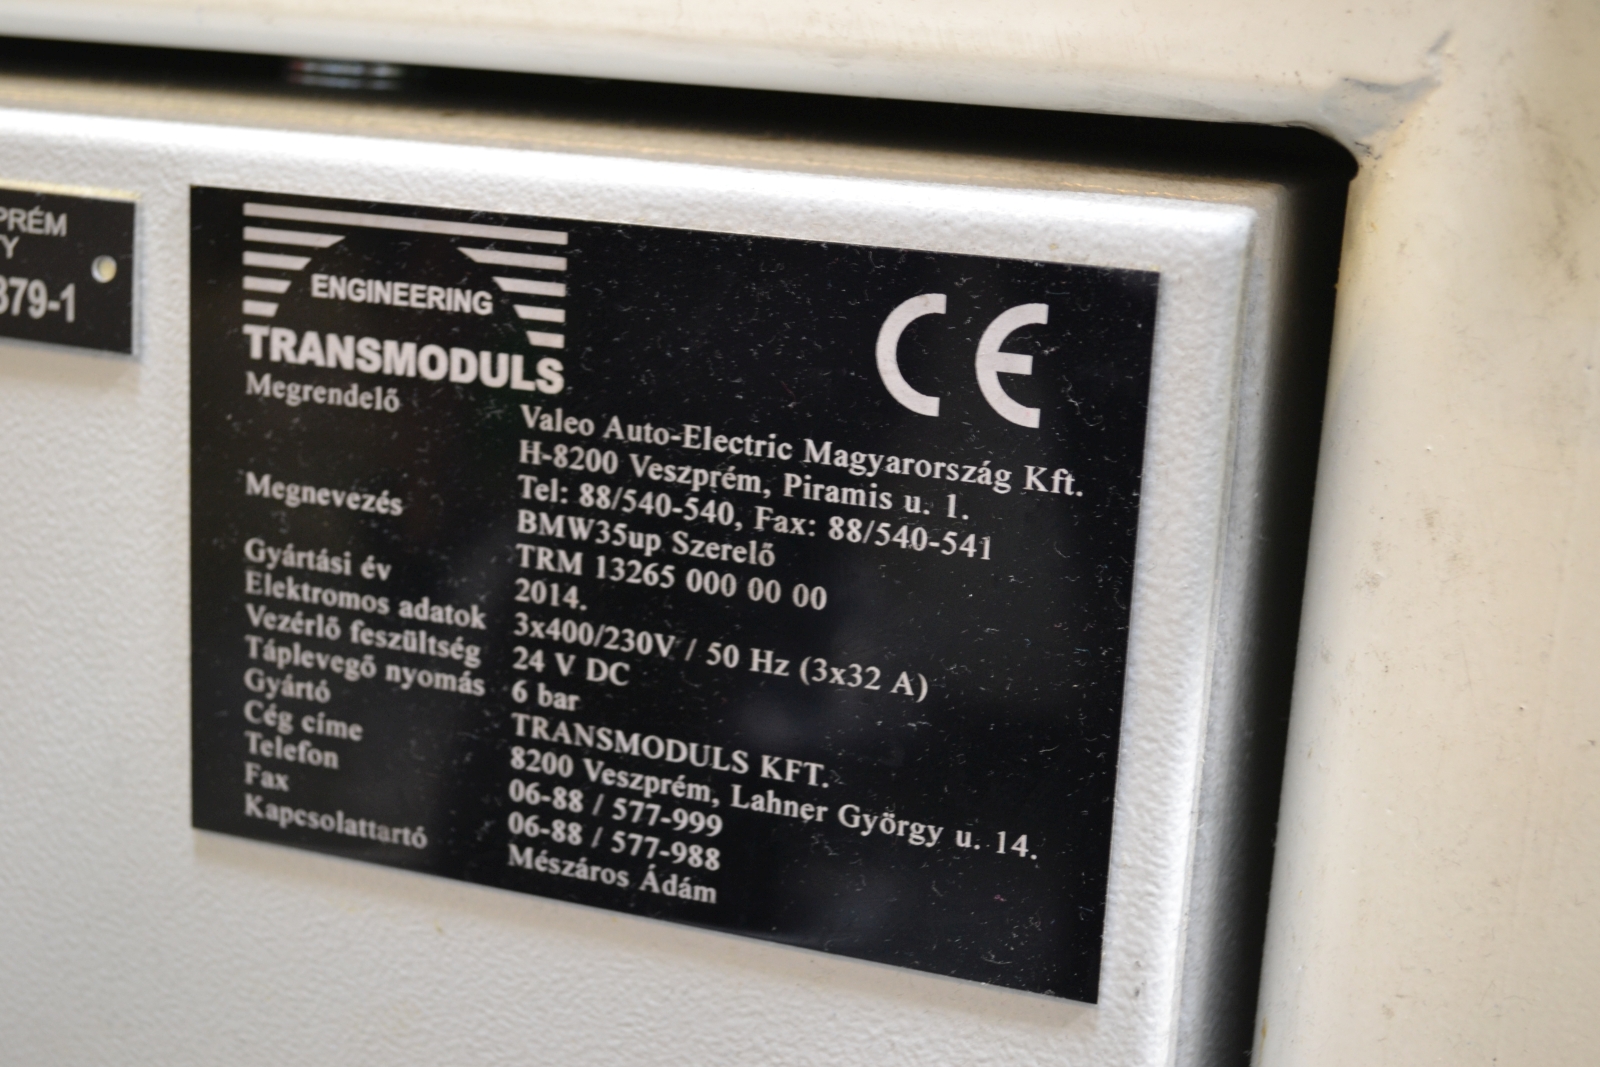 PRÉM
TY
379-1
ENGINEERING
TRANSMODULS
CE
Megrendelő Valeo Auto-Electric Magyarország Kft.
H-8200 Veszprém, Piramis u. 1.
Tel: 88/540-540, Fax: 88/540-541
Megnevezés BMW35up Szerelő
TRM 13265 000 00 00
Gyártási év 2014.
Elektromos adatok 3x400/230V / 50 Hz (3x32 A)
Vezérlő feszültség 24 V DC
Táplevegő nyomás 6 bar
Gyártó TRANSMODULS KFT.
Cég címe 8200 Veszprém, Lahner György u. 14.
Telefon 06-88 / 577-999
Fax 06-88 / 577-988
Kapcsolattartó Mészáros Ádám